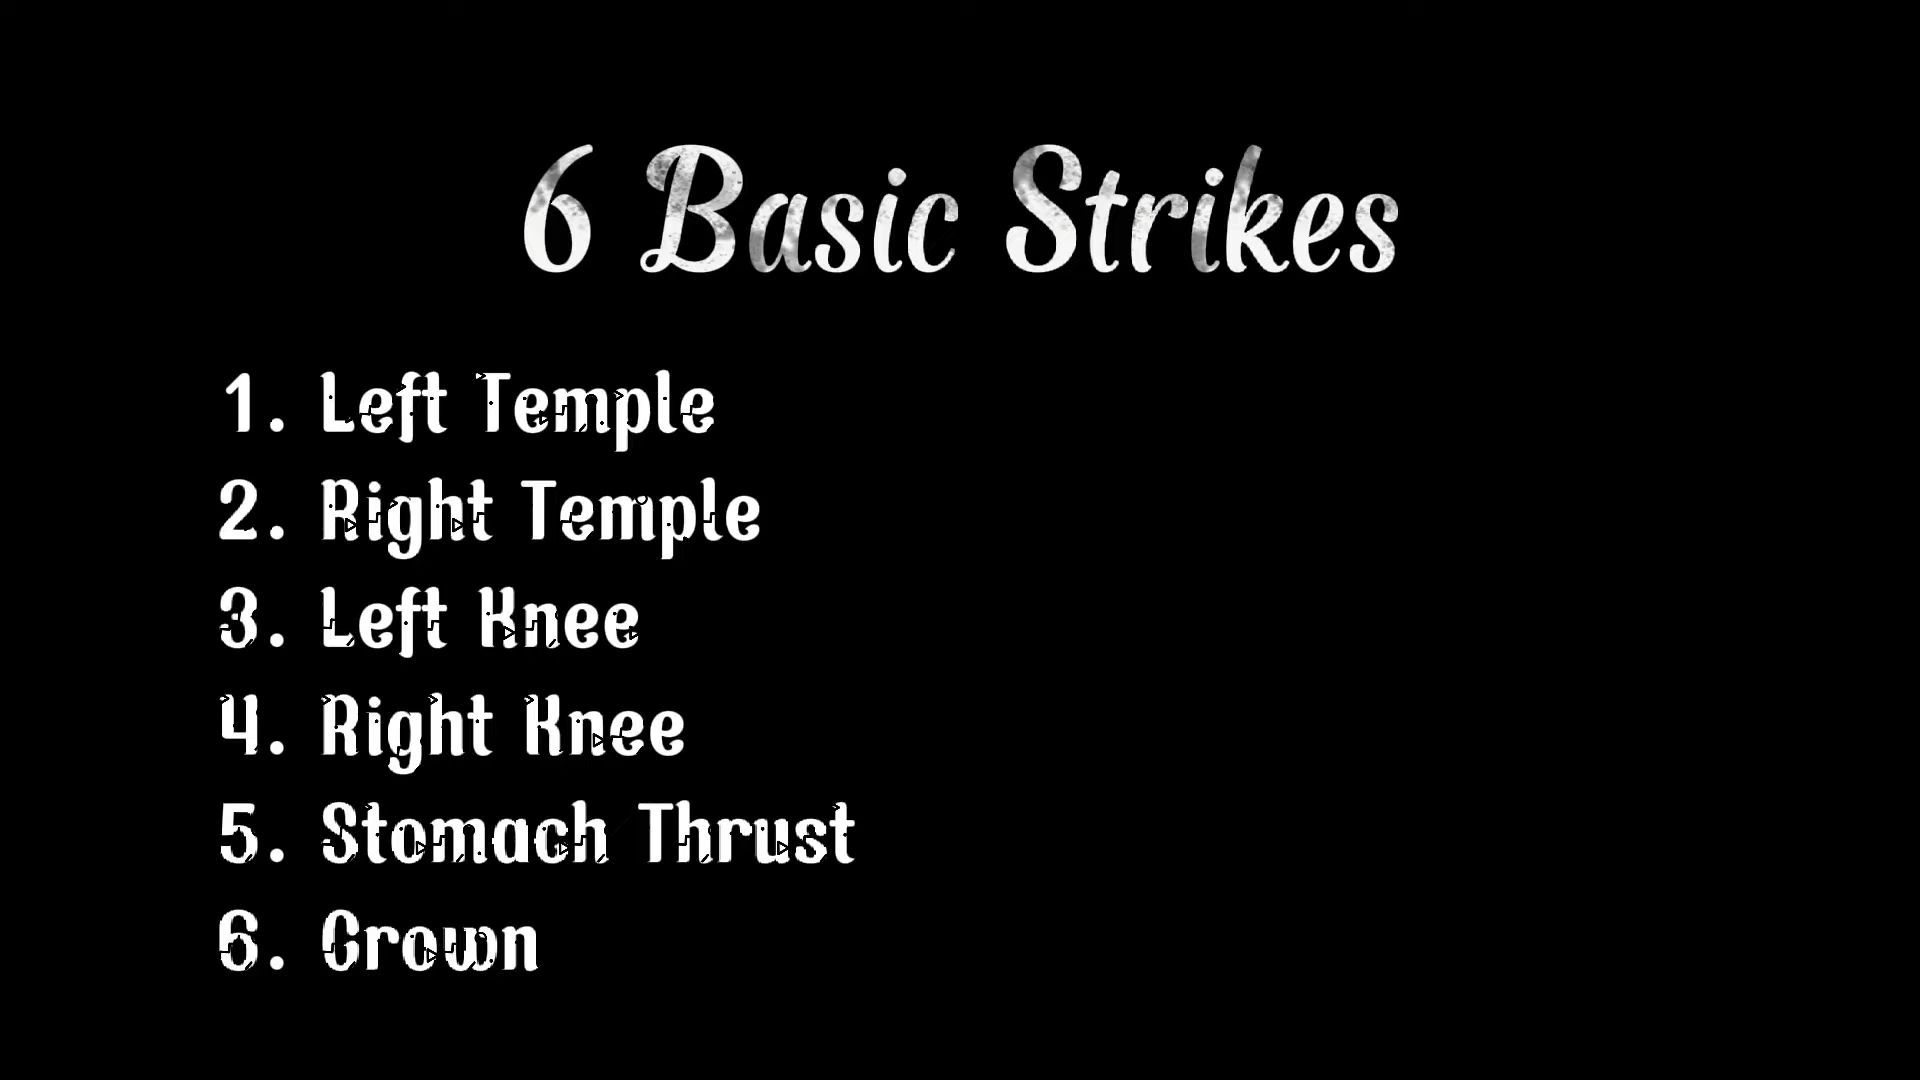 6 Basic Strikes
1. Left Temple
2. Right Temple
3. Left Knee
4. Right Knee
5. Stomach Thrust
6. Crown